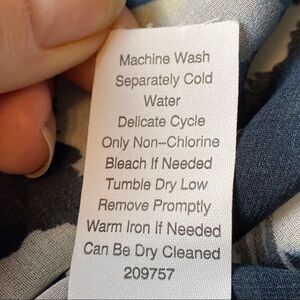 Machine Wash
Separately Cold
Water
Delicate Cycle
Only Non-Chlorine
Bleach If Needed
Tumble Dry Low
Remove Promptly
Warm Iron If Needed
Can Be Dry Cleaned
209757